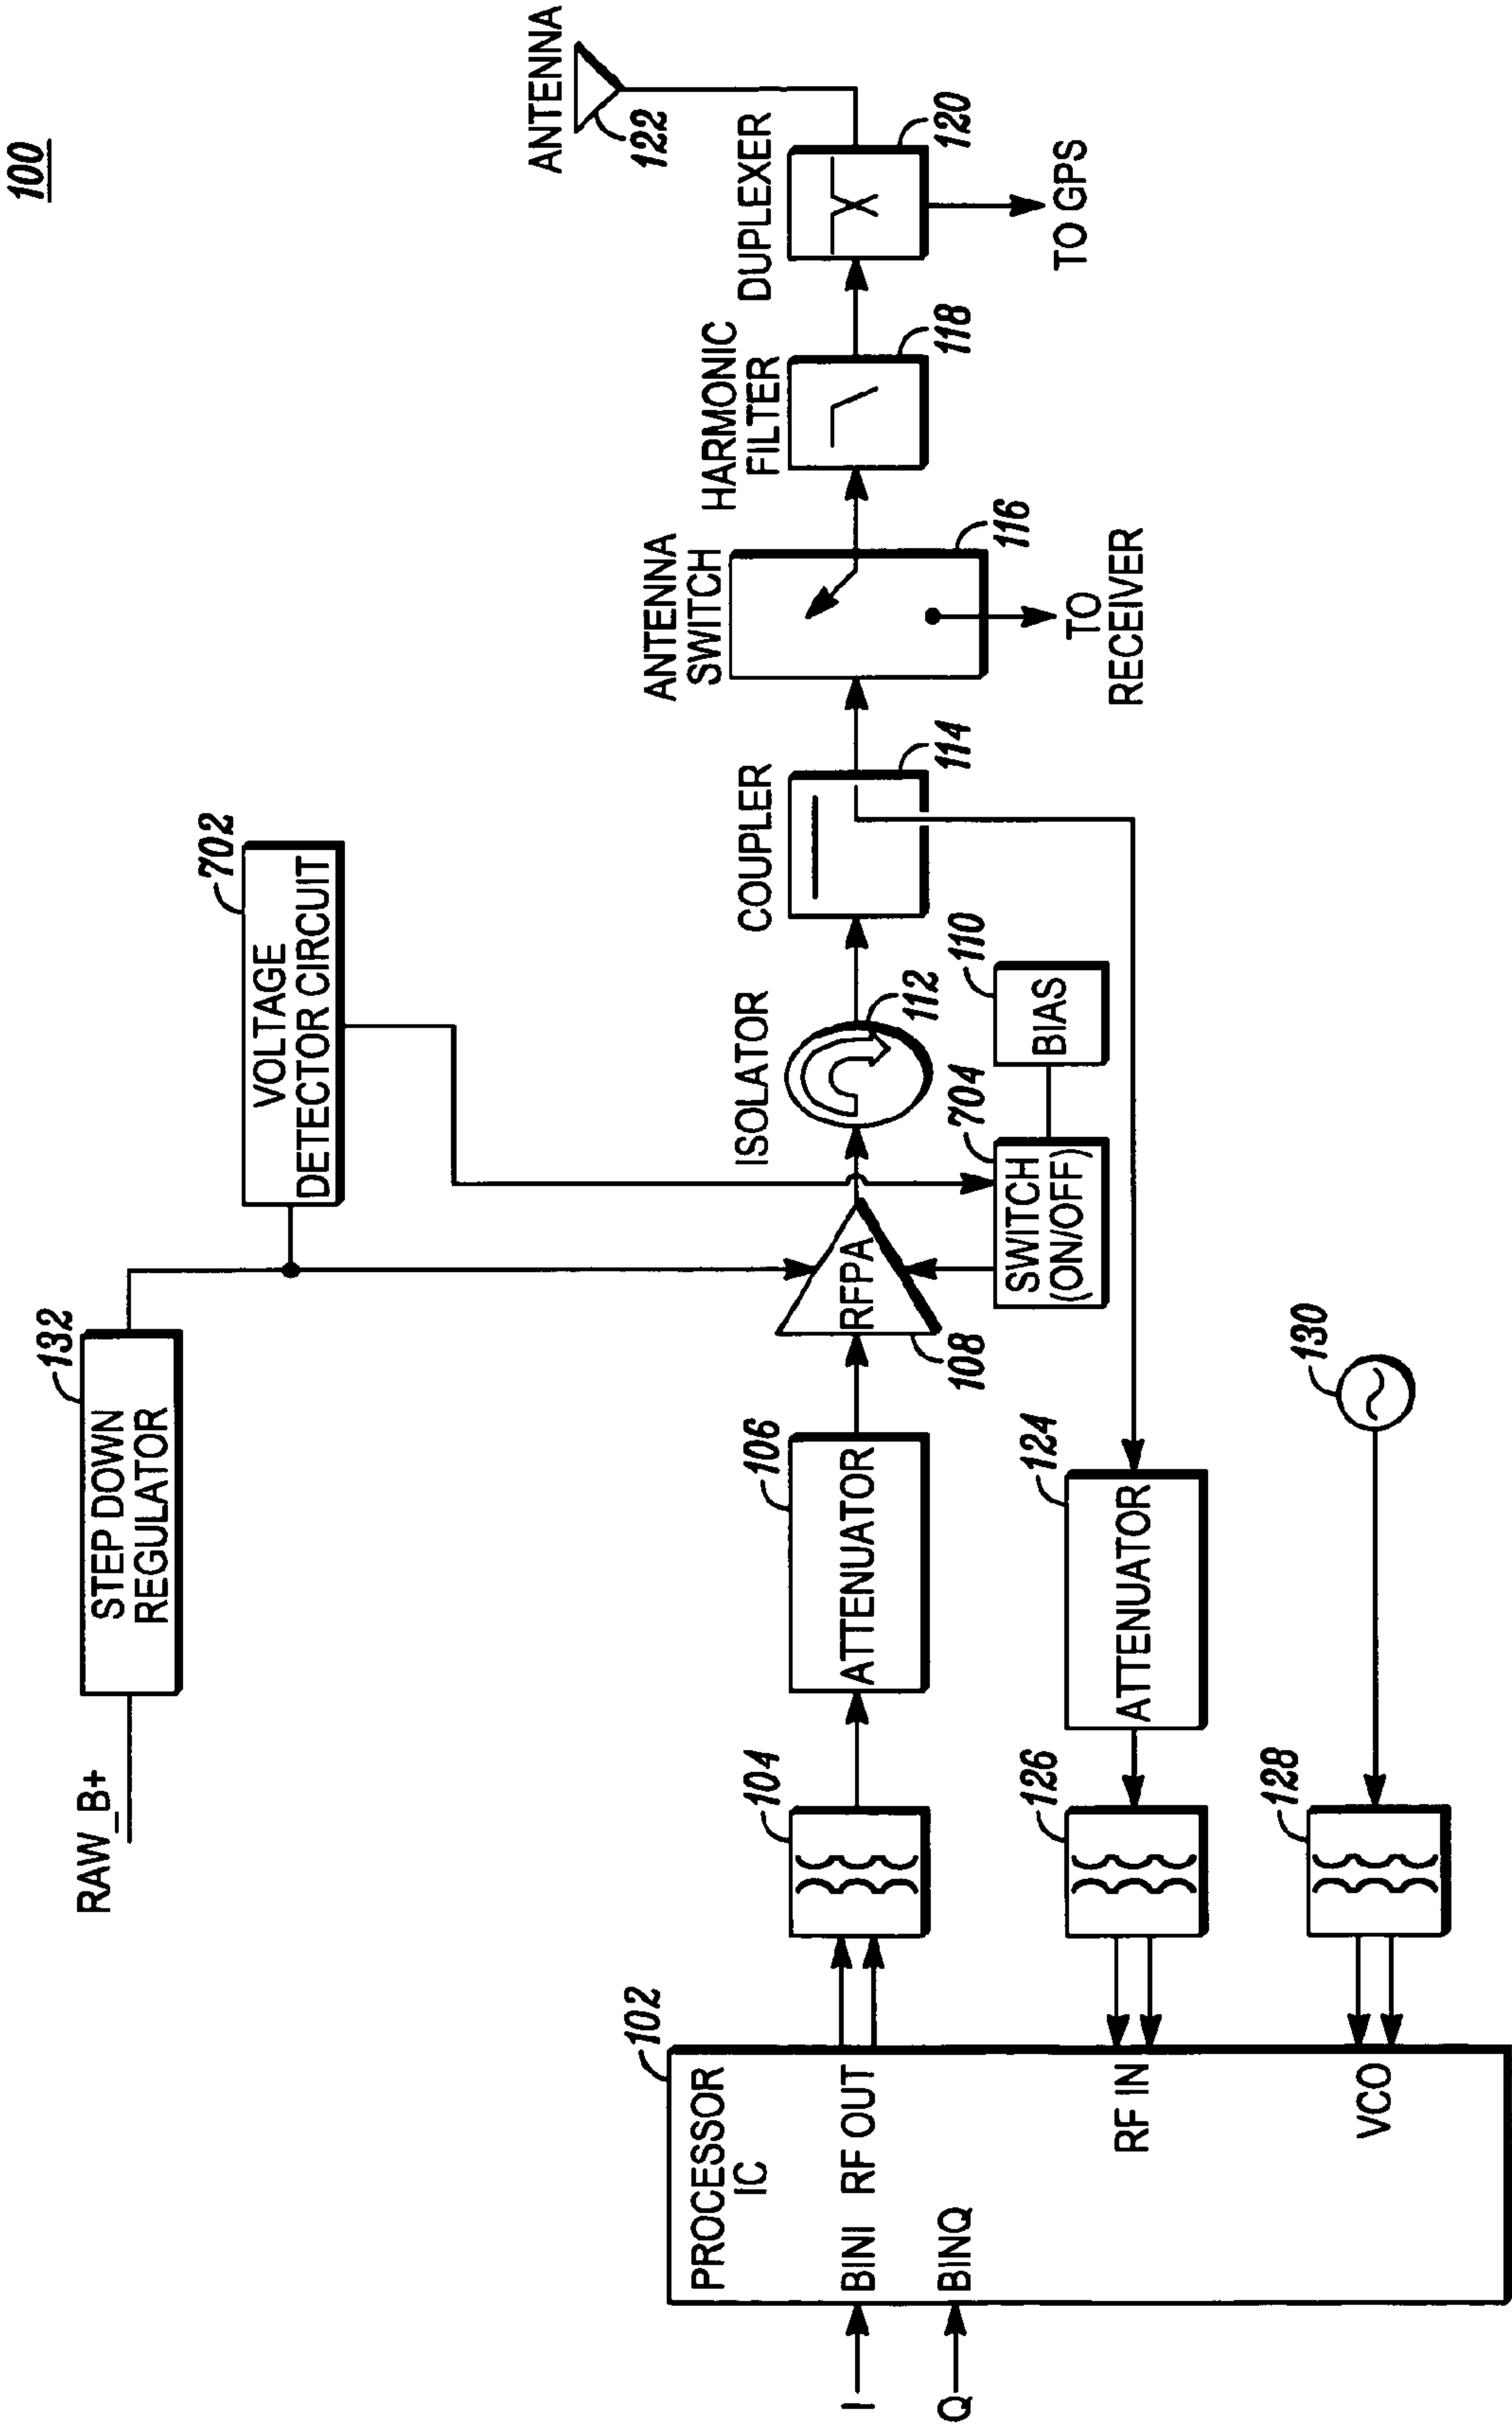 100
RAW_B+
STEP DOWN
REGULATOR
132
VOLTAGE
DETECTOR CIRCUIT
702
ANTENNA
122
I
Q
PROCESSOR
IC
102
BINI RF OUT
BINQ
RF IN
VCO
104
ATTENUATOR
106
RFPA
108
ISOLATOR
112
COUPLER
114
ANTENNA
SWITCH
116
TO
RECEIVER
HARMONIC
FILTER
118
DUPLEXER
120
TO GPS
SWITCH
(ON/OFF)
704
BIAS
110
126
ATTENUATOR
124
128
130